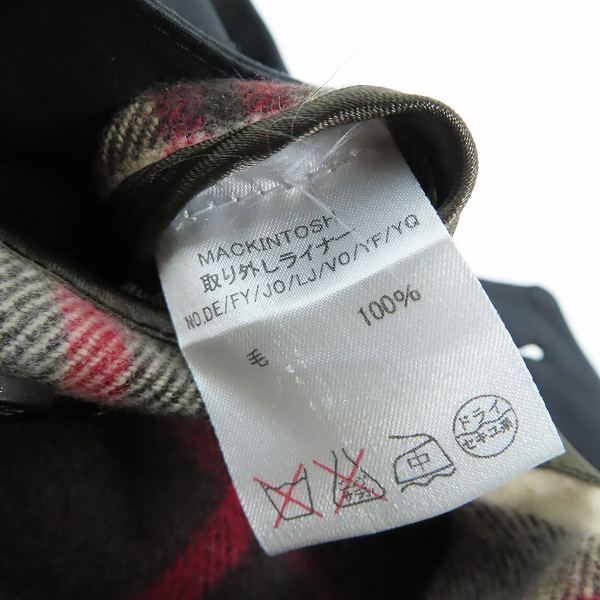 MACKINTOSH
取り外しライナー
NO.DE/FY/JO/LJ/VO/YF/YQ
毛 100%
中
ドライ
セキユ系